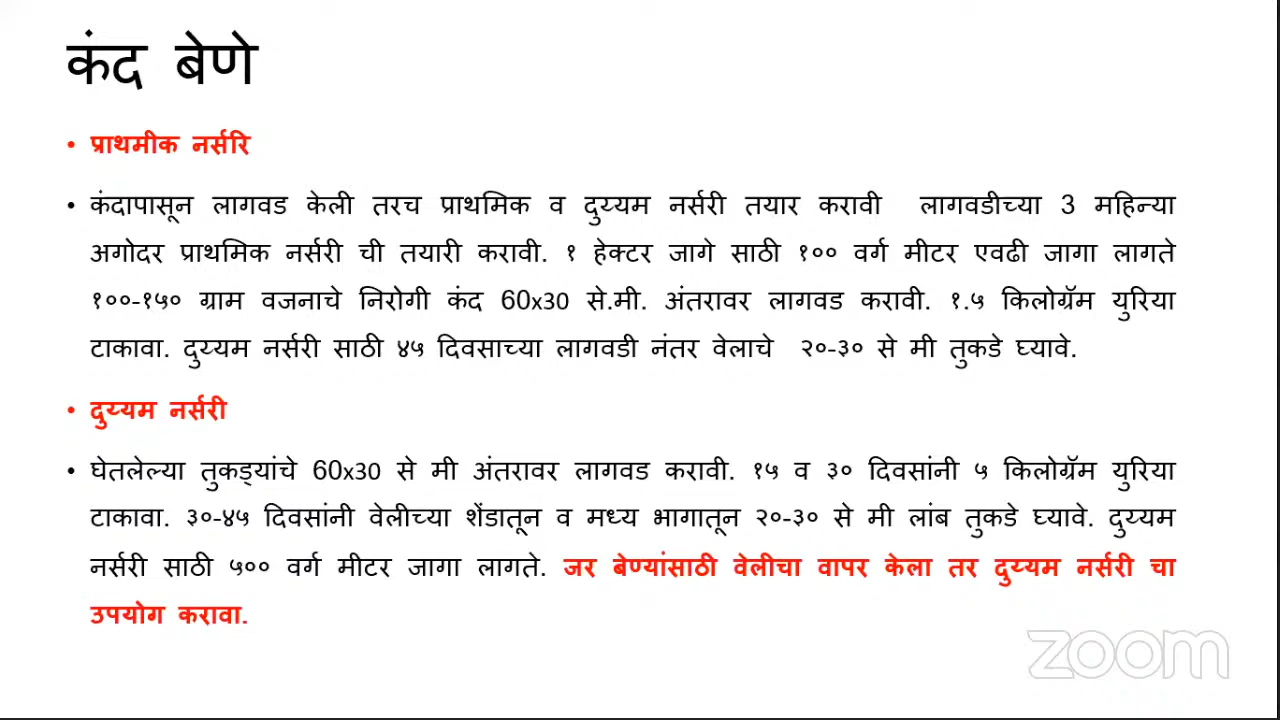 कंद बेणे
• प्राथमीक नर्सरि
• कंदापासून लागवड केली तरच प्राथमिक व दुय्यम नर्सरी तयार करावी लागवडीच्या 3 महिन्या
अगोदर प्राथमिक नर्सरी ची तयारी करावी. १ हेक्टर जागे साठी १०० वर्ग मीटर एवढी जागा लागते
१००-१५० ग्राम वजनाचे निरोगी कंद 60x30 से.मी. अंतरावर लागवड करावी. १.५ किलोग्रॅम युरिया
टाकावा. दुय्यम नर्सरी साठी ४५ दिवसाच्या लागवडी नंतर वेलाचे २०-३० से मी तुकडे घ्यावे.
• दुय्यम नर्सरी
• घेतलेल्या तुकड्यांचे 60x30 से मी अंतरावर लागवड करावी. १५ व ३० दिवसांनी ५ किलोग्रॅम युरिया
टाकावा. ३०-४५ दिवसांनी वेलीच्या शेंडातून व मध्य भागातून २०-३० से मी लांब तुकडे घ्यावे. दुय्यम
नर्सरी साठी ५०० वर्ग मीटर जागा लागते. जर बेण्यांसाठी वेलीचा वापर केला तर दुय्यम नर्सरी चा
उपयोग करावा.
zoom